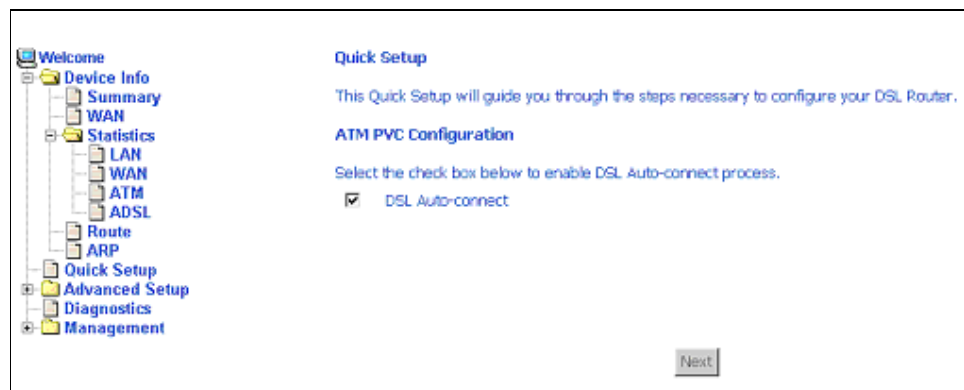 Welcome
Device Info
Summary
WAN
Statistics
LAN
WAN
ATM
ADSL
Route
ARP
Quick Setup
Advanced Setup
Diagnostics
Management
Quick Setup
This Quick Setup will guide you through the steps necessary to configure your DSL Router.
ATM PVC Configuration
Select the check box below to enable DSL Auto-connect process.
DSL Auto-connect
Next